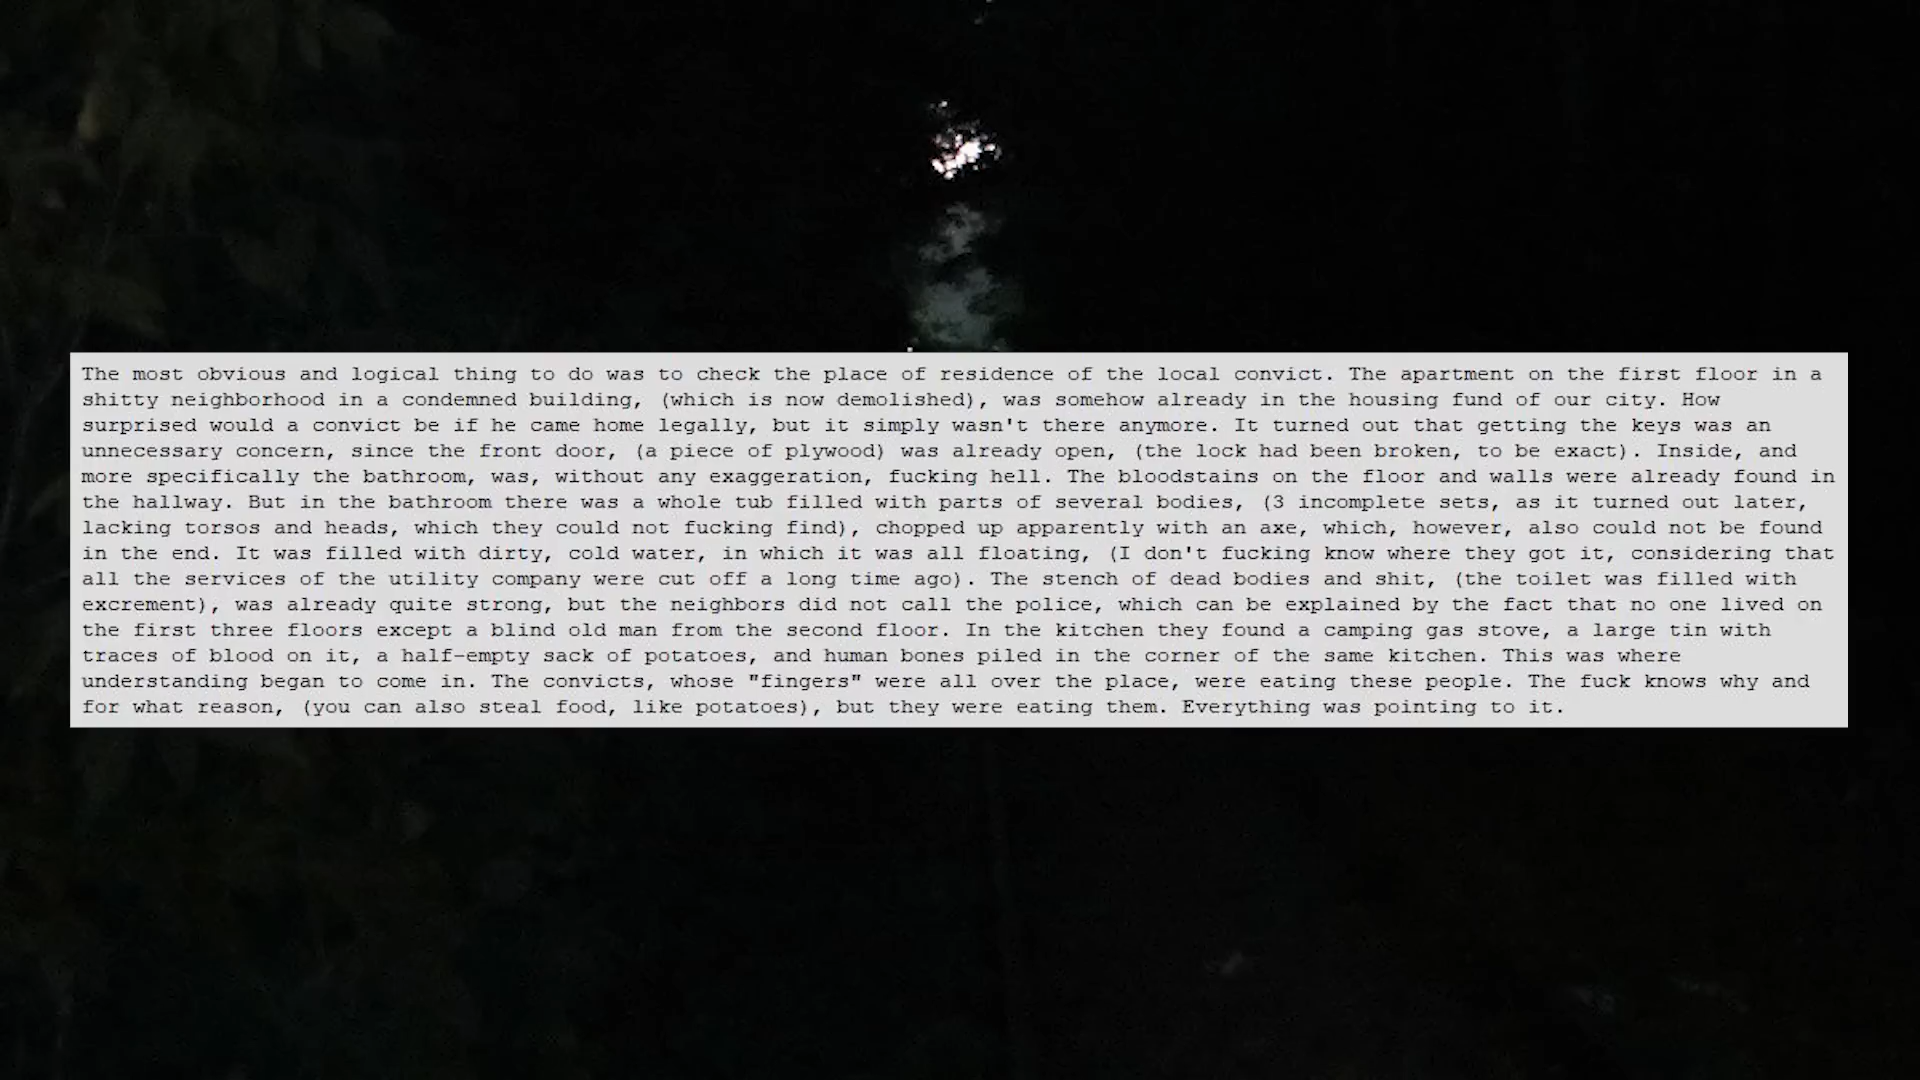 The most obvious and logical thing to do was to check the place of residence of the local convict. The apartment on the first floor in a
shitty neighborhood in a condemned building, (which is now demolished), was somehow already in the housing fund of our city. How
surprised would a convict be if he came home legally, but it simply wasn't there anymore. It turned out that getting the keys was an
unnecessary concern, since the front door, (a piece of plywood) was already open, (the lock had been broken, to be exact). Inside, and
more specifically the bathroom, was, without any exaggeration, fucking hell. The bloodstains on the floor and walls were already found in
the hallway. But in the bathroom there was a whole tub filled with parts of several bodies, (3 incomplete sets, as it turned out later,
lacking torsos and heads, which they could not fucking find), chopped up apparently with an axe, which, however, also could not be found
in the end. It was filled with dirty, cold water, in which it was all floating, (I don't fucking know where they got it, considering that
all the services of the utility company were cut off a long time ago). The stench of dead bodies and shit, (the toilet was filled with
excrement), was already quite strong, but the neighbors did not call the police, which can be explained by the fact that no one lived on
the first three floors except a blind old man from the second floor. In the kitchen they found a camping gas stove, a large tin with
traces of blood on it, a half-empty sack of potatoes, and human bones piled in the corner of the same kitchen. This was where
understanding began to come in. The convicts, whose "fingers" were all over the place, were eating these people. The fuck knows why and
for what reason, (you can also steal food, like potatoes), but they were eating them. Everything was pointing to it.